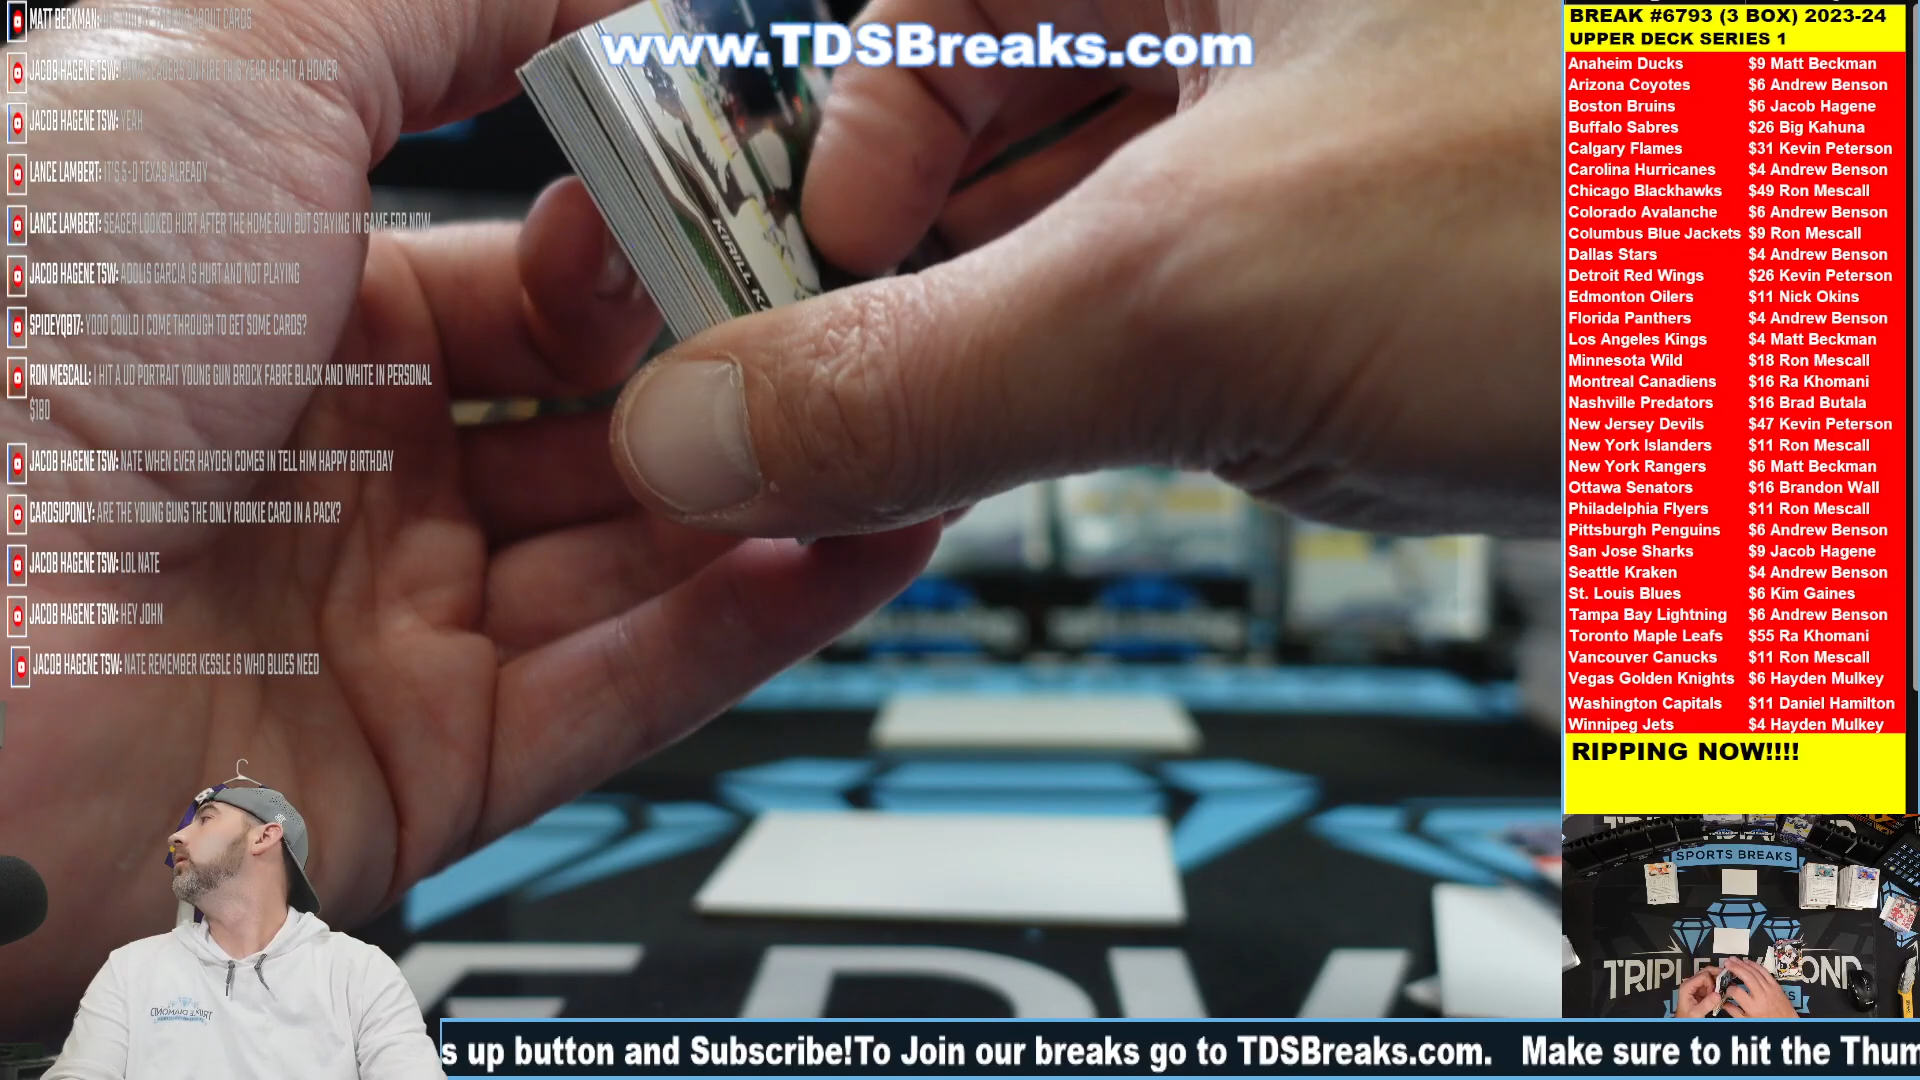 www.TDSBreaks.com
MATT BECKMAN:
ABOUT CARDS
JACOB HAGENE TSW:
ON FIRE THIS YEAR HE HIT A HOMER
JACOB HAGENE TSW: YEAH
LANCE LAMBERT: IT'S 5-0 TEXAS ALREADY
LANCE LAMBERT: SEAGER LOOKED HURT AFTER THE HOME RUN BUT STAYING IN GAME FOR NOW
JACOB HAGENE TSW: ADOLIS GARCIA IS HURT AND NOT PLAYING
SPIDEYQB17: YOOO COULD I COME THROUGH TO GET SOME CARDS?
RON MESCALL: I HIT A UD PORTRAIT YOUNG GUN BROCK FABRE BLACK AND WHITE IN PERSONAL
$180
JACOB HAGENE TSW: NATE WHEN EVER HAYDEN COMES IN TELL HIM HAPPY BIRTHDAY
CARDSUPONLY: ARE THE YOUNG GUNS THE ONLY ROOKIE CARD IN A PACK?
JACOB HAGENE TSW: LOL NATE
JACOB HAGENE TSW: HEY JOHN
JACOB HAGENE TSW: NATE REMEMBER KESSLE IS WHO BLUES NEED
KIRILL K
BREAK #6793 (3 BOX) 2023-24
UPPER DECK SERIES 1
Anaheim Ducks $9 Matt Beckman
Arizona Coyotes $6 Andrew Benson
Boston Bruins $6 Jacob Hagene
Buffalo Sabres $26 Big Kahuna
Calgary Flames $31 Kevin Peterson
Carolina Hurricanes $4 Andrew Benson
Chicago Blackhawks $49 Ron Mescall
Colorado Avalanche $6 Andrew Benson
Columbus Blue Jackets $9 Ron Mescall
Dallas Stars $4 Andrew Benson
Detroit Red Wings $26 Kevin Peterson
Edmonton Oilers $11 Nick Okins
Florida Panthers $4 Andrew Benson
Los Angeles Kings $4 Matt Beckman
Minnesota Wild $18 Ron Mescall
Montreal Canadiens $16 Ra Khomani
Nashville Predators $16 Brad Butala
New Jersey Devils $47 Kevin Peterson
New York Islanders $11 Ron Mescall
New York Rangers $6 Matt Beckman
Ottawa Senators $16 Brandon Wall
Philadelphia Flyers $11 Ron Mescall
Pittsburgh Penguins $6 Andrew Benson
San Jose Sharks $9 Jacob Hagene
Seattle Kraken $4 Andrew Benson
St. Louis Blues $6 Kim Gaines
Tampa Bay Lightning $6 Andrew Benson
Toronto Maple Leafs $55 Ra Khomani
Vancouver Canucks $11 Ron Mescall
Vegas Golden Knights $6 Hayden Mulkey
Washington Capitals $11 Daniel Hamilton
Winnipeg Jets $4 Hayden Mulkey
RIPPING NOW!!!!
SPORTS BREAKS
TRIPLE D OND
s up button and Subscribe!To Join our breaks go to TDSBreaks.com. Make sure to hit the Thum